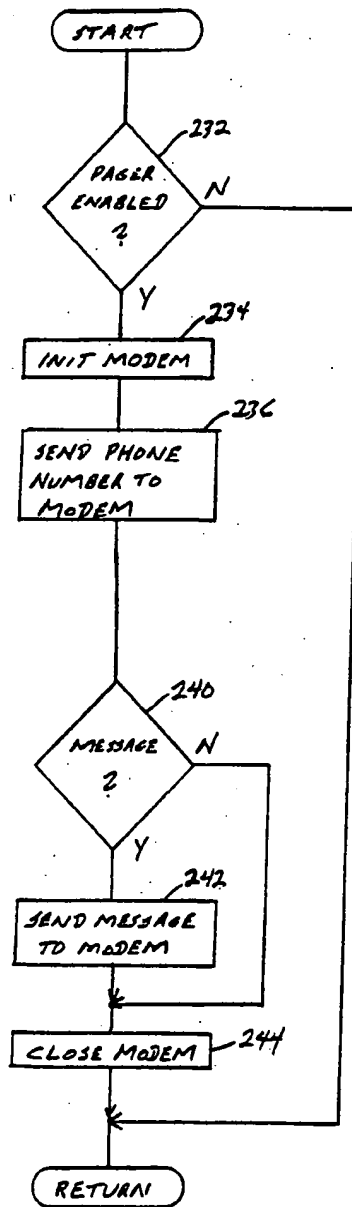 START
232
PAGER
ENABLED
?
N
Y
234
INIT MODEM
236
SEND PHONE
NUMBER TO
MODEM
240
MESSAGE
?
N
Y
242
SEND MESSAGE
TO MODEM
CLOSE MODEM
244
RETURN